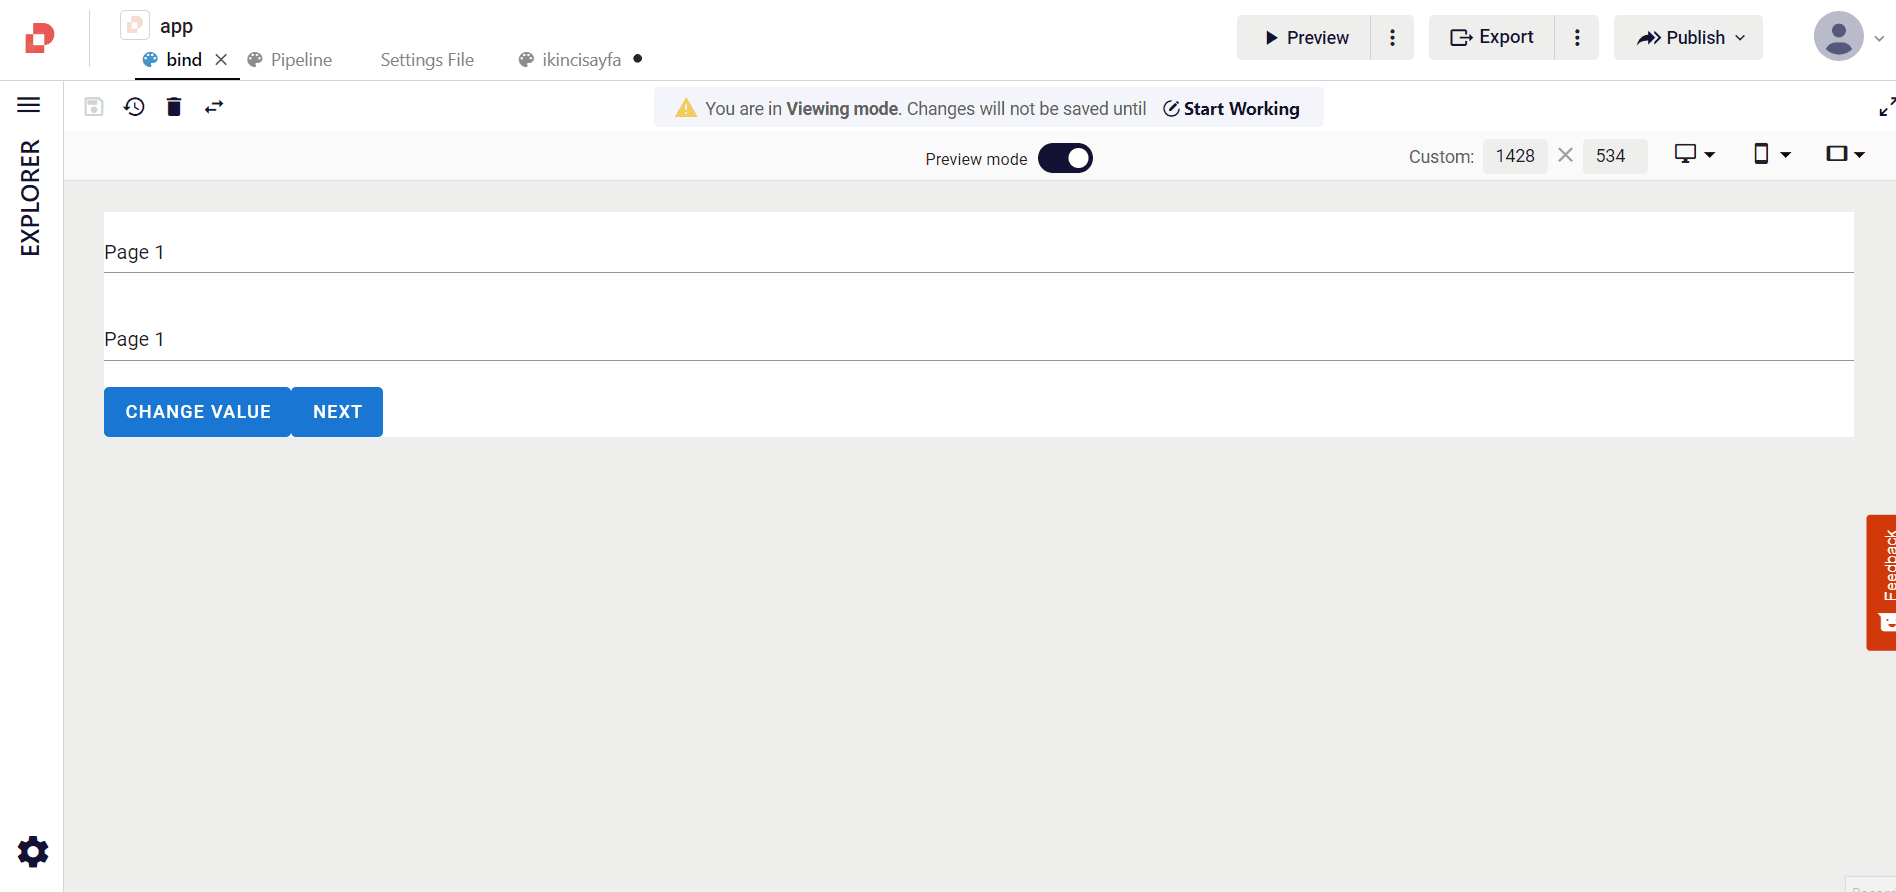 app
bind
Pipeline
Settings File
ikincisayfa
Preview
Export
Publish
EXPLORER
You are in Viewing mode. Changes will not be saved until
Start Working
Preview mode
Custom: 1428 534
Page 1
Page 1
CHANGE VALUE
NEXT
Feedback